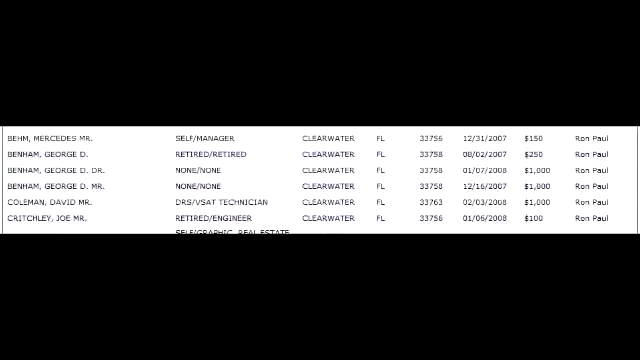 BEHM, MERCEDES MR. SELF/MANAGER CLEARWATER FL 33756 12/31/2007 $150 Ron Paul
BENHAM, GEORGE D. RETIRED/RETIRED CLEARWATER FL 33758 08/02/2007 $250 Ron Paul
BENHAM, GEORGE D. DR. NONE/NONE CLEARWATER FL 33758 01/07/2008 $1,000 Ron Paul
BENHAM, GEORGE D. MR. NONE/NONE CLEARWATER FL 33758 12/16/2007 $1,000 Ron Paul
COLEMAN, DAVID MR. DRS/VSAT TECHNICIAN CLEARWATER FL 33763 02/03/2008 $1,000 Ron Paul
CRITCHLEY, JOE MR. RETIRED/ENGINEER CLEARWATER FL 33756 01/06/2008 $100 Ron Paul
SELF/GRAPHIC, REAL ESTATE